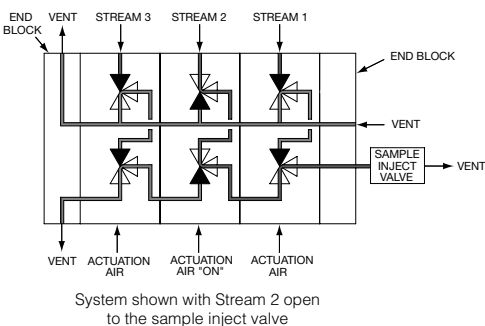 END
BLOCK
VENT
STREAM 3
STREAM 2
STREAM 1
END BLOCK
VENT
SAMPLE
INJECT
VALVE
VENT
VENT
ACTUATION
AIR
ACTUATION
AIR "ON"
ACTUATION
AIR
System shown with Stream 2 open
to the sample inject valve